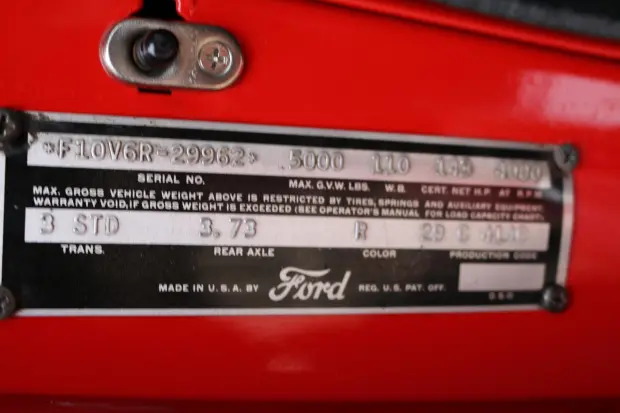 *F10V6R-29962* 5000 110
SERIAL NO. MAX. G.V.W. LBS. W.B. CERT. NET H.P. AT R.P.M.
MAX. GROSS VEHICLE WEIGHT ABOVE IS RESTRICTED BY TIRES, SPRINGS AND AUXILIARY EQUIPMENT.
WARRANTY VOID, IF GROSS WEIGHT IS EXCEEDED (SEE OPERATOR'S MANUAL FOR LOAD CAPACITY CHART).
3 STD 3.73 R
TRANS. REAR AXLE COLOR PRODUCTION CODE
MADE IN U.S.A. BY Ford REG. U.S. PAT. OFF.